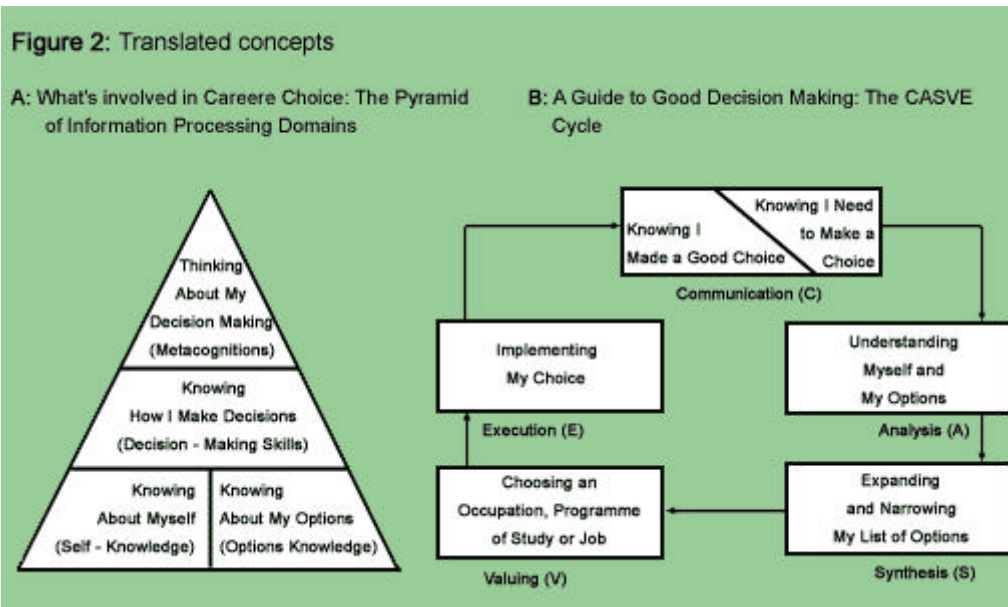 Figure 2: Translated concepts
A: What's involved in Careere Choice: The Pyramid
of Information Processing Domains
B: A Guide to Good Decision Making: The CASVE
Cycle
Thinking
About My
Decision Making
(Metacognitions)
Knowing
How I Make Decisions
(Decision - Making Skills)
Knowing
About Myself
(Self - Knowledge)
Knowing
About My Options
(Options Knowledge)
Knowing I
Made a Good Choice
Knowing I Need
to Make a
Choice
Communication (C)
Understanding
Myself and
My Options
Analysis (A)
Expanding
and Narrowing
My List of Options
Synthesis (S)
Choosing an
Occupation, Programme
of Study or Job
Valuing (V)
Implementing
My Choice
Execution (E)